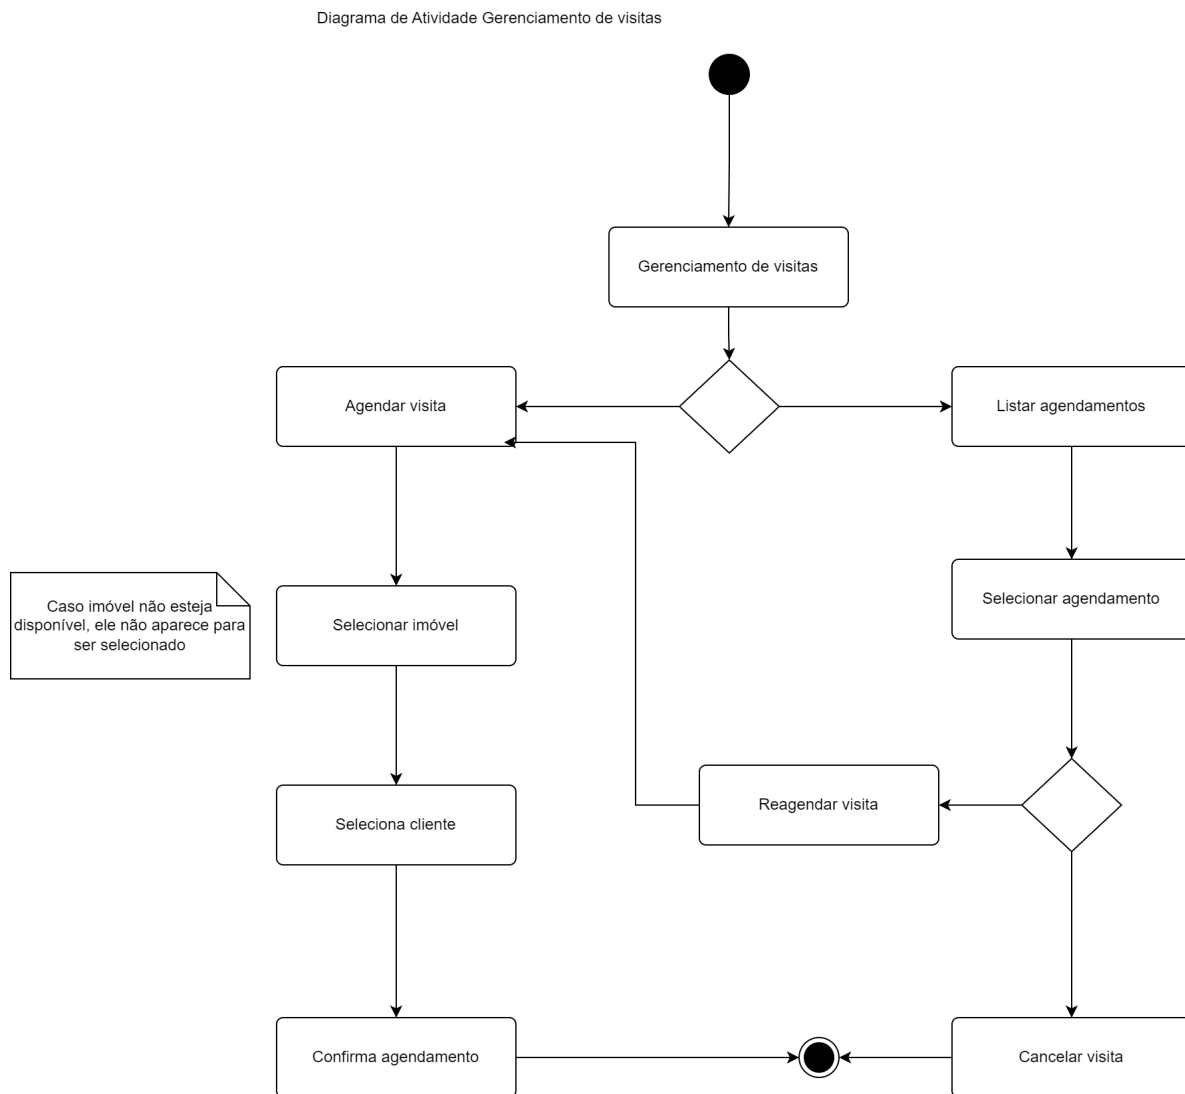 Diagrama de Atividade Gerenciamento de visitas
Gerenciamento de visitas
Agendar visita
Listar agendamentos
Caso imóvel não esteja
disponível, ele não aparece para
ser selecionado
Selecionar imóvel
Selecionar agendamento
Reagendar visita
Seleciona cliente
Confirma agendamento
Cancelar visita